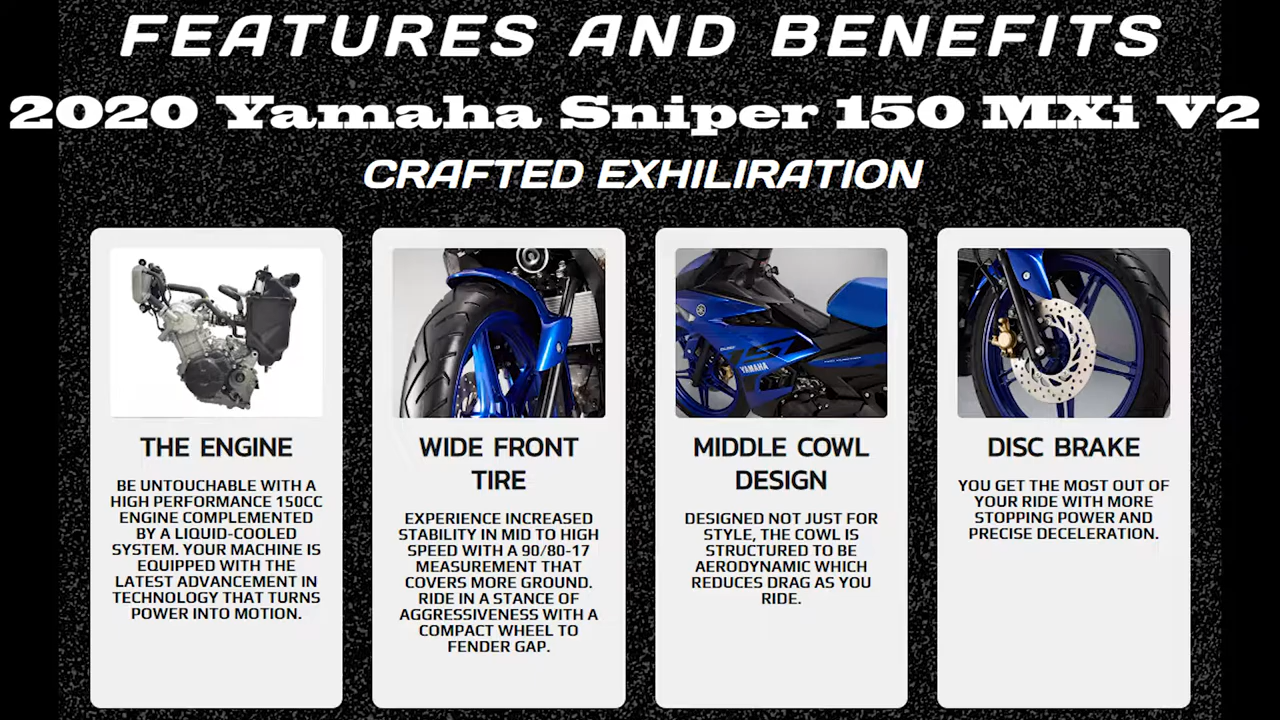 FEATURES AND BENEFITS
2020 Yamaha Sniper 150 MXi V2
CRAFTED EXHILIRATION
THE ENGINE
BE UNTOUCHABLE WITH A
HIGH PERFORMANCE 150CC
ENGINE COMPLEMENTED
BY A LIQUID-COOLED
SYSTEM. YOUR MACHINE IS
EQUIPPED WITH THE
LATEST ADVANCEMENT IN
TECHNOLOGY THAT TURNS
POWER INTO MOTION.
WIDE FRONT
TIRE
EXPERIENCE INCREASED
STABILITY IN MID TO HIGH
SPEED WITH A 90/80-17
MEASUREMENT THAT
COVERS MORE GROUND.
RIDE IN A STANCE OF
AGGRESSIVENESS WITH A
COMPACT WHEEL TO
FENDER GAP.
YAMAHA
MIDDLE COWL
DESIGN
DESIGNED NOT JUST FOR
STYLE, THE COWL IS
STRUCTURED TO BE
AERODYNAMIC WHICH
REDUCES DRAG AS YOU
RIDE.
DISC BRAKE
YOU GET THE MOST OUT OF
YOUR RIDE WITH MORE
STOPPING POWER AND
PRECISE DECELERATION.